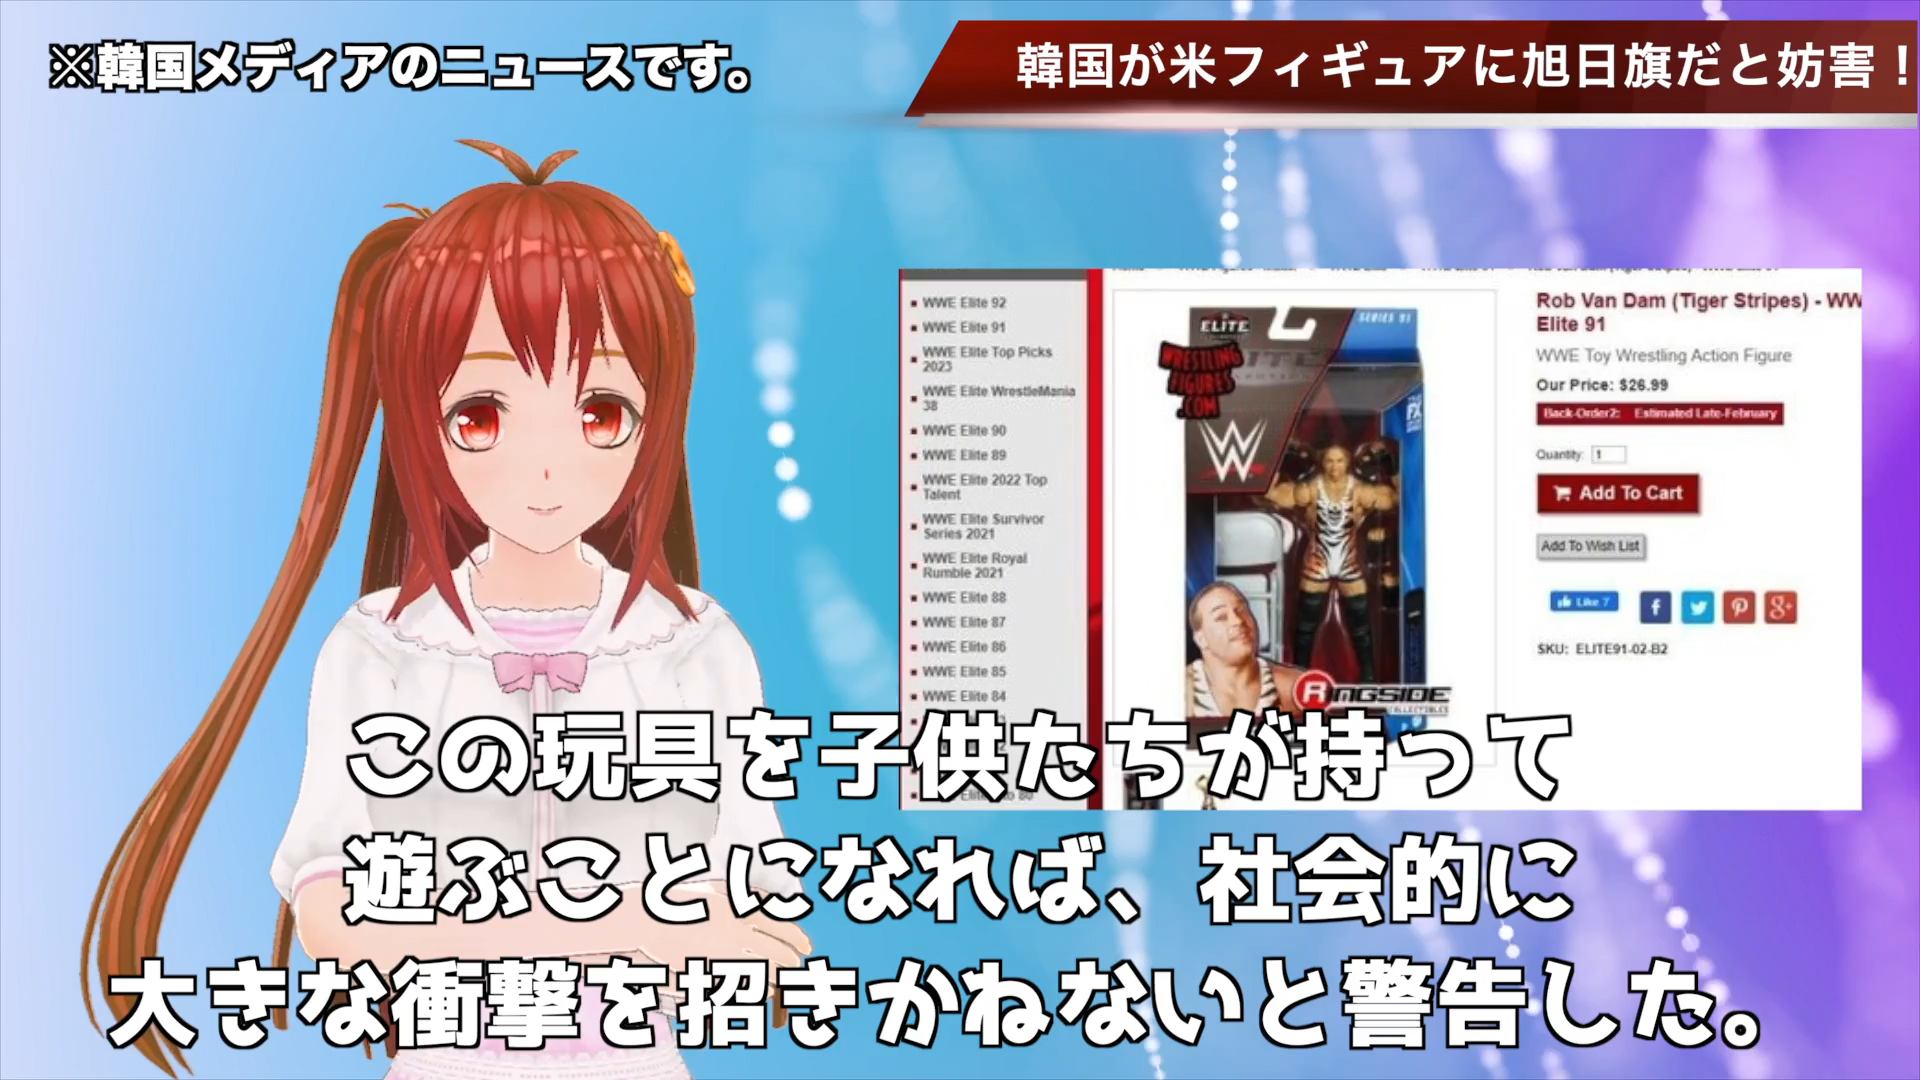 ※韓国メディアのニュースです。
韓国が米フィギュアに旭日旗だと妨害！
WWE Elite 92
WWE Elite 91
WWE Elite Top Picks
2023
WWE Elite WrestleMania
38
WWE Elite 90
WWE Elite 89
WWE Elite 2022 Top
Talent
WWE Elite Survivor
Series 2021
WWE Elite Royal
Rumble 2021
WWE Elite 88
WWE Elite 87
WWE Elite 86
WWE Elite 85
WWE Elite 84
ELITE
SERIES 91
WRESTLING
FIGURES
.COM
W
FX
RINGSIDE
COLLECTIBLES
Rob Van Dam (Tiger Stripes) - WW
Elite 91
WWE Toy Wrestling Action Figure
Our Price: $26.99
Back-Order2: Estimated Late-February
Quantity: 1
Add To Cart
Add To Wish List
Like 7
SKU: ELITE91-02-B2
この玩具を子供たちが持って
遊ぶことになれば、社会的に
大きな衝撃を招きかねないと警告した。